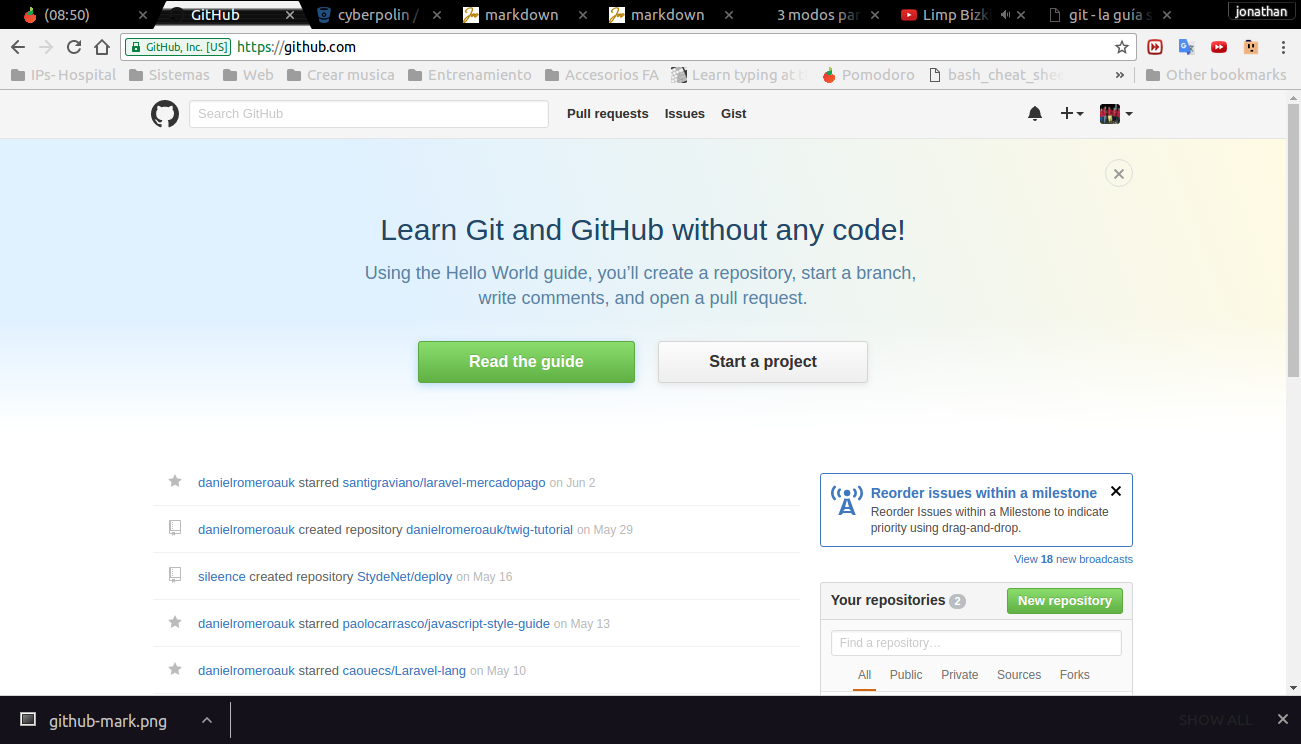 (08:50)
GitHub
cyberpolin /
markdown
markdown
3 modos par
Limp Bizk
git - la guía s
jonathan
GitHub, Inc. [US]
https://github.com
IPs- Hospital
Sistemas
Web
Crear musica
Entrenamiento
Accesorios FA
Learn typing at t
Pomodoro
bash_cheat_shee
»
Other bookmarks
Search GitHub
Pull requests
Issues
Gist
Learn Git and GitHub without any code!
Using the Hello World guide, you’ll create a repository, start a branch,
write comments, and open a pull request.
Read the guide
Start a project
danielromeroauk starred santigraviano/laravel-mercadopago on Jun 2
danielromeroauk created repository danielromeroauk/twig-tutorial on May 29
sileence created repository StydeNet/deploy on May 16
danielromeroauk starred paolocarrasco/javascript-style-guide on May 13
danielromeroauk starred caouecs/Laravel-lang on May 10
Reorder issues within a milestone
Reorder Issues within a Milestone to indicate
priority using drag-and-drop.
View 18 new broadcasts
Your repositories 2
New repository
Find a repository…
All
Public
Private
Sources
Forks
github-mark.png
SHOW ALL